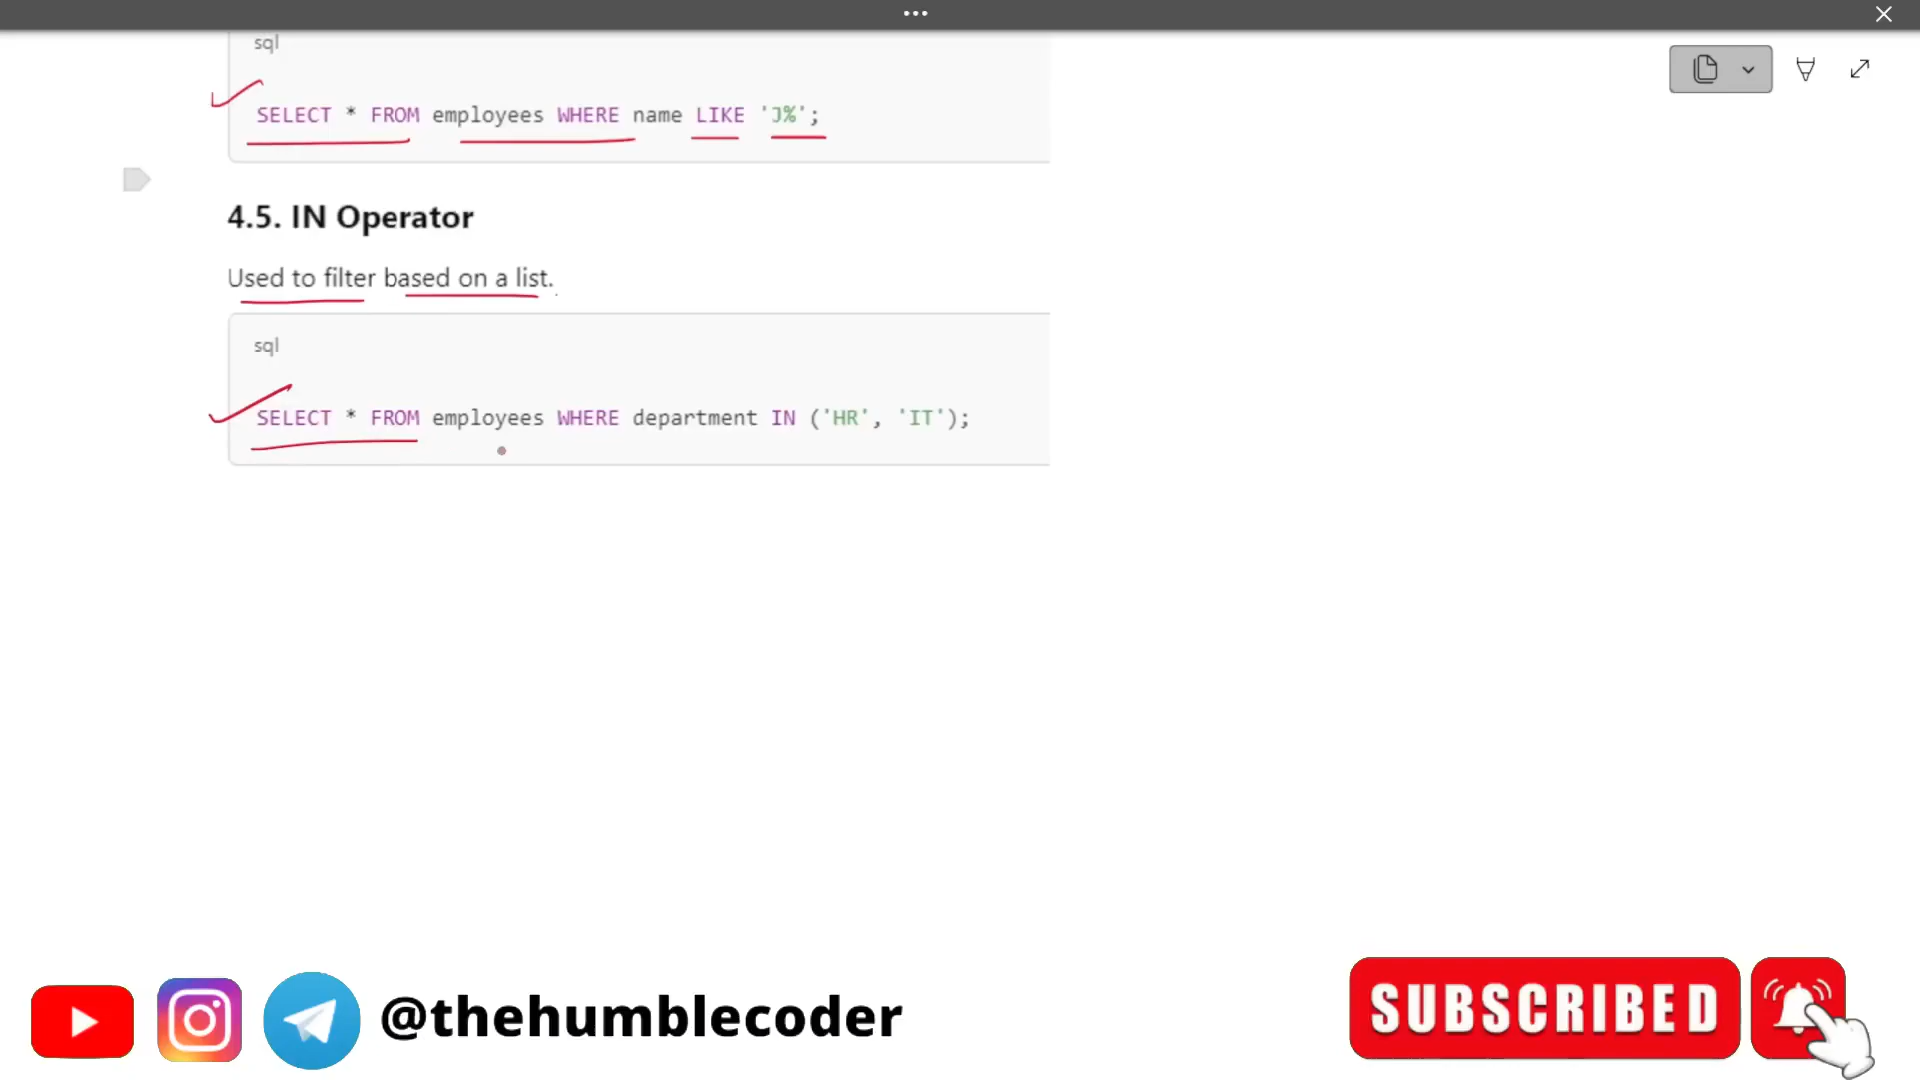 sql
SELECT * FROM employees WHERE name LIKE 'J%';
4.5. IN Operator
Used to filter based on a list.
sql
SELECT * FROM employees WHERE department IN ('HR', 'IT');
@thehumblecoder
SUBSCRIBED